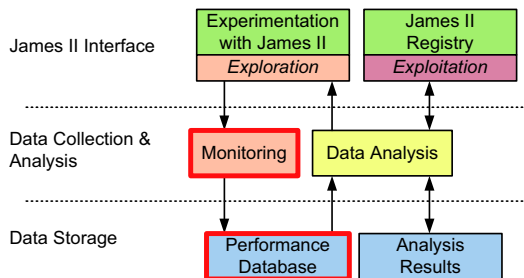 James II Interface
Experimentation
with James II
Exploration
James II
Registry
Exploitation
Data Collection &
Analysis
Monitoring
Data Analysis
Data Storage
Performance
Database
Analysis
Results